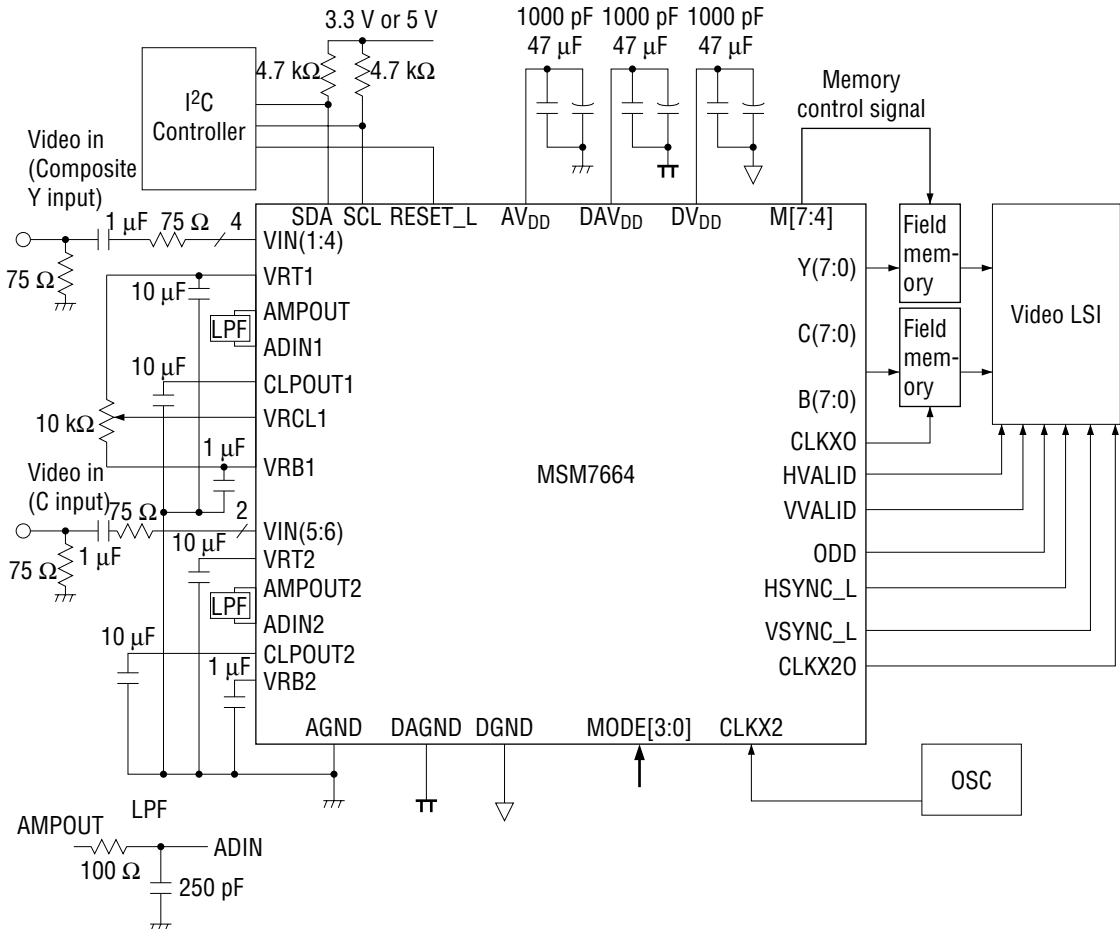 3.3 V or 5 V
1000 pF
47 μF
1000 pF
47 μF
1000 pF
47 μF
4.7 kΩ
4.7 kΩ
I²C
Controller
Memory
control signal
Video in
(Composite
Y input)
1 μF
75 Ω
4
75 Ω
SDA
SCL
RESET_L
AVDD
DAVDD
DVDD
M[7:4]
VIN(1:4)
VRT1
10 μF
AMPOUT
LPF
ADIN1
10 μF
CLPOUT1
VRCL1
10 kΩ
1 μF
VRB1
Video in
(C input)
75 Ω
2
1 μF
75 Ω
VIN(5:6)
10 μF
VRT2
AMPOUT2
LPF
ADIN2
10 μF
CLPOUT2
1 μF
VRB2
MSM7664
Y(7:0)
C(7:0)
B(7:0)
CLKXO
HVALID
VVALID
ODD
HSYNC_L
VSYNC_L
CLKX2O
Field
mem-
ory
Field
mem-
ory
Video LSI
AGND
DAGND
DGND
MODE[3:0]
CLKX2
OSC
LPF
AMPOUT
ADIN
100 Ω
250 pF